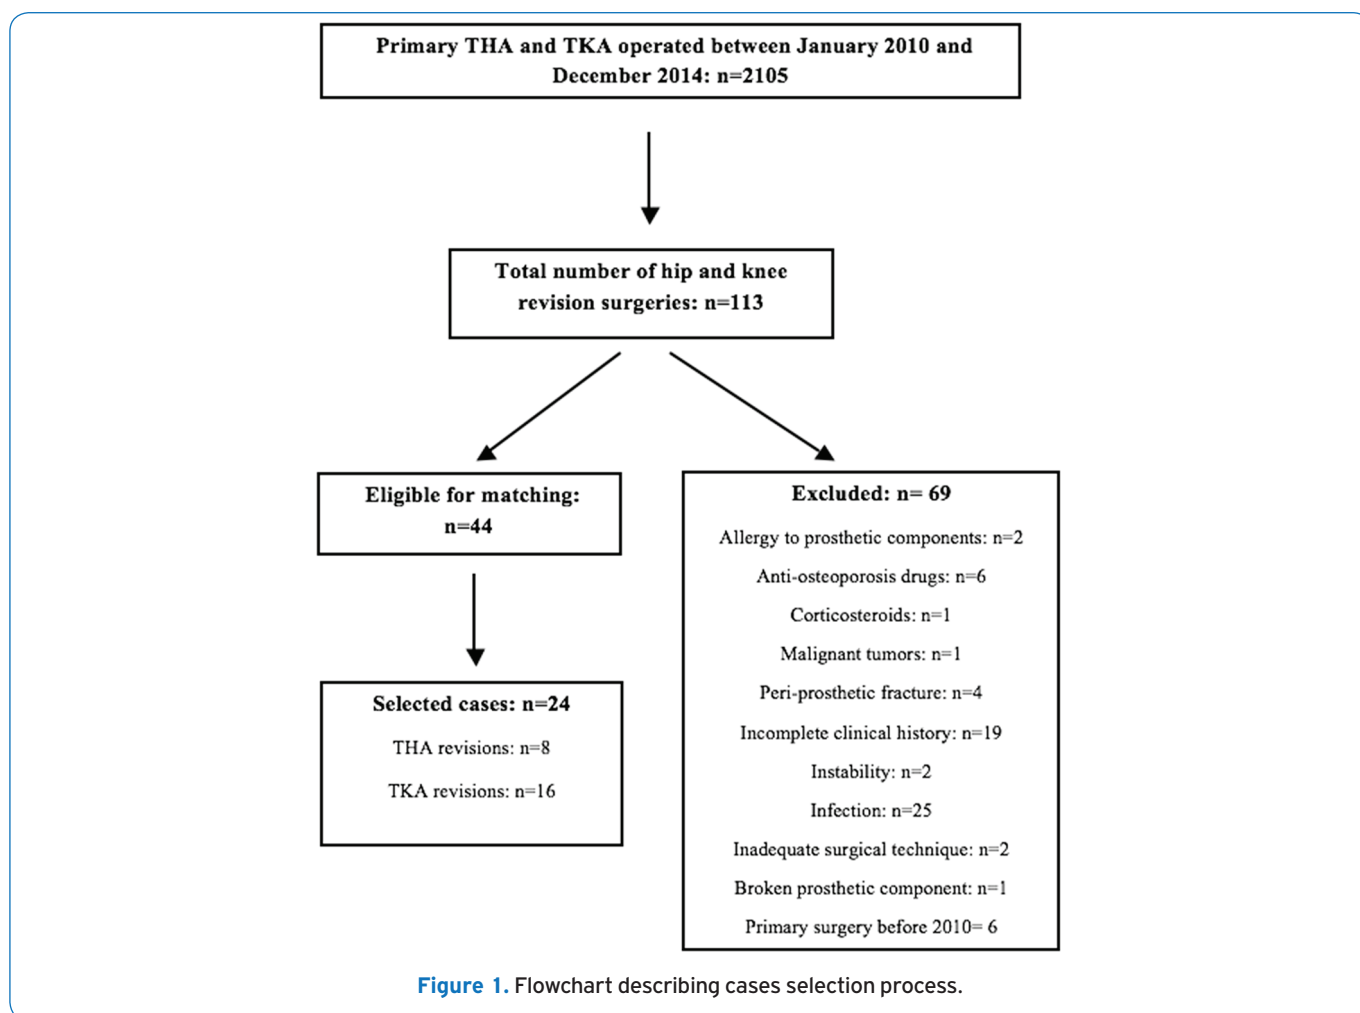 Primary THA and TKA operated between January 2010 and
December 2014: n=2105
Total number of hip and knee
revision surgeries: n=113
Eligible for matching:
n=44
Excluded: n= 69
Allergy to prosthetic components: n=2
Anti-osteoporosis drugs: n=6
Corticosteroids: n=1
Malignant tumors: n=1
Peri-prosthetic fracture: n=4
Incomplete clinical history: n=19
Instability: n=2
Infection: n=25
Inadequate surgical technique: n=2
Broken prosthetic component: n=1
Primary surgery before 2010= 6
Selected cases: n=24
THA revisions: n=8
TKA revisions: n=16
Figure 1. Flowchart describing cases selection process.